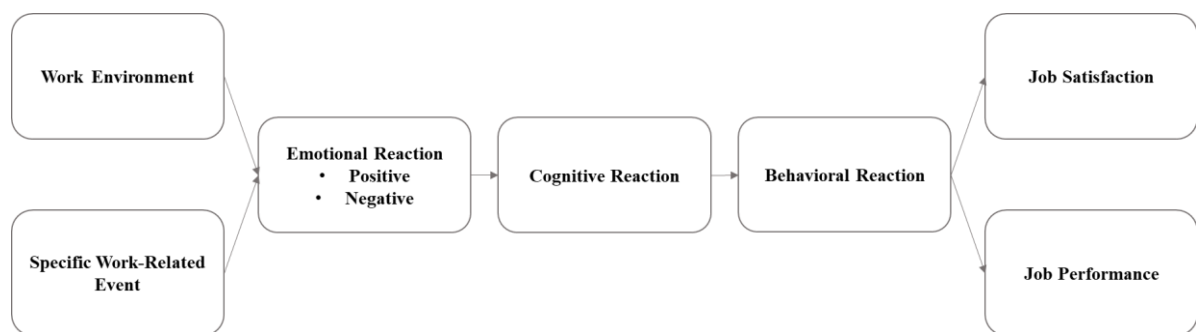 Work Environment
Specific Work-Related
Event
Emotional Reaction
• Positive
• Negative
Cognitive Reaction
Behavioral Reaction
Job Satisfaction
Job Performance